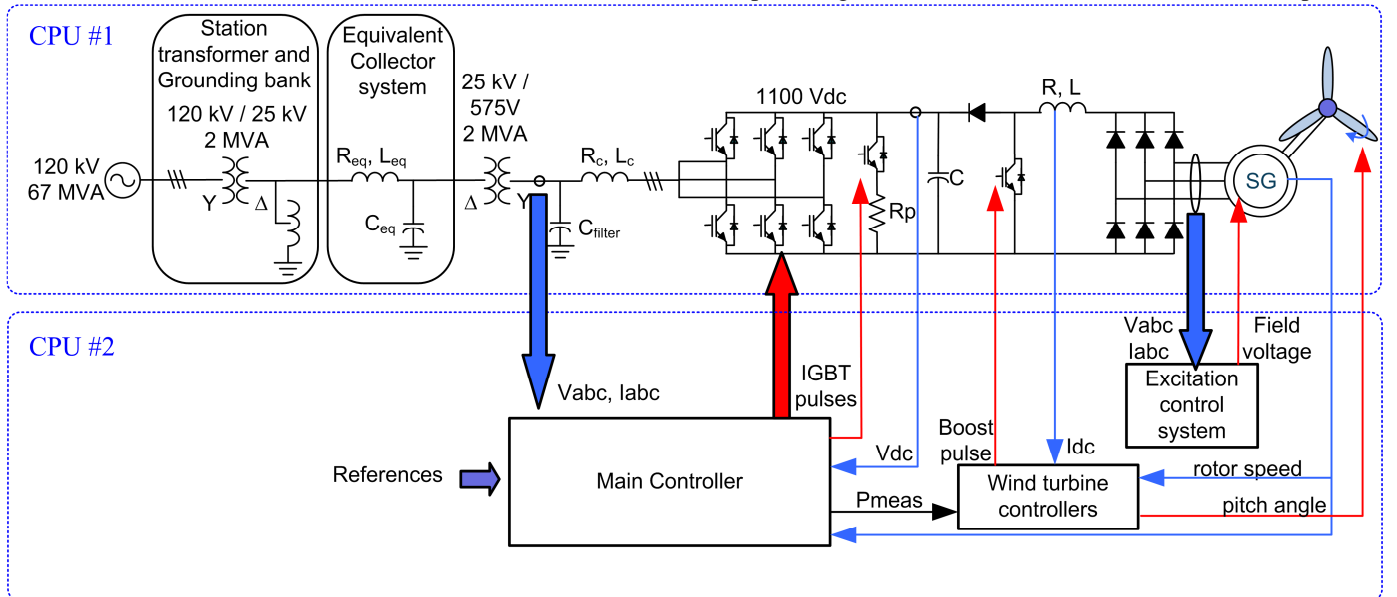 CPU #1
Station
transformer and
Grounding bank
120 kV / 25 kV
2 MVA
Equivalent
Collector
system
25 kV /
575V
2 MVA
1100 Vdc
R, L
120 kV
67 MVA
Req, Leq
Rc, Lc
Y
Δ
Ceq
Δ
Y
Cfilter
Rp
C
SG
CPU #2
Vabc, Iabc
IGBT
pulses
Vabc
Iabc
Field
voltage
Excitation
control
system
References
Main Controller
Vdc
Boost
pulse
Idc
Pmeas
Wind turbine
controllers
rotor speed
pitch angle